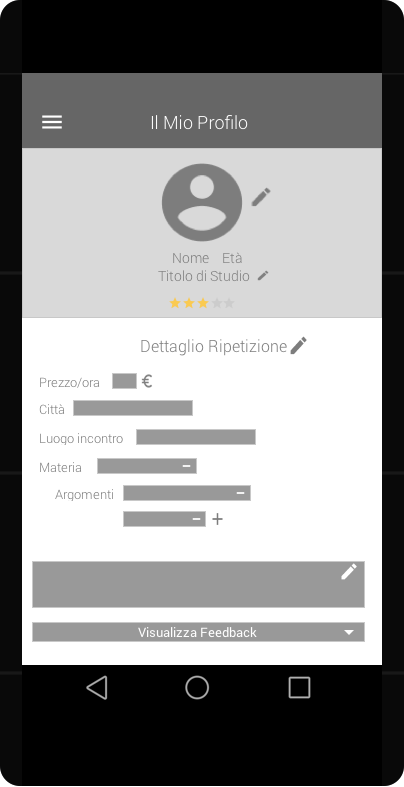 Il Mio Profilo
Nome Età
Titolo di Studio
Dettaglio Ripetizione
Prezzo/ora €
Città
Luogo incontro
Materia –
Argomenti –
– +
Visualizza Feedback